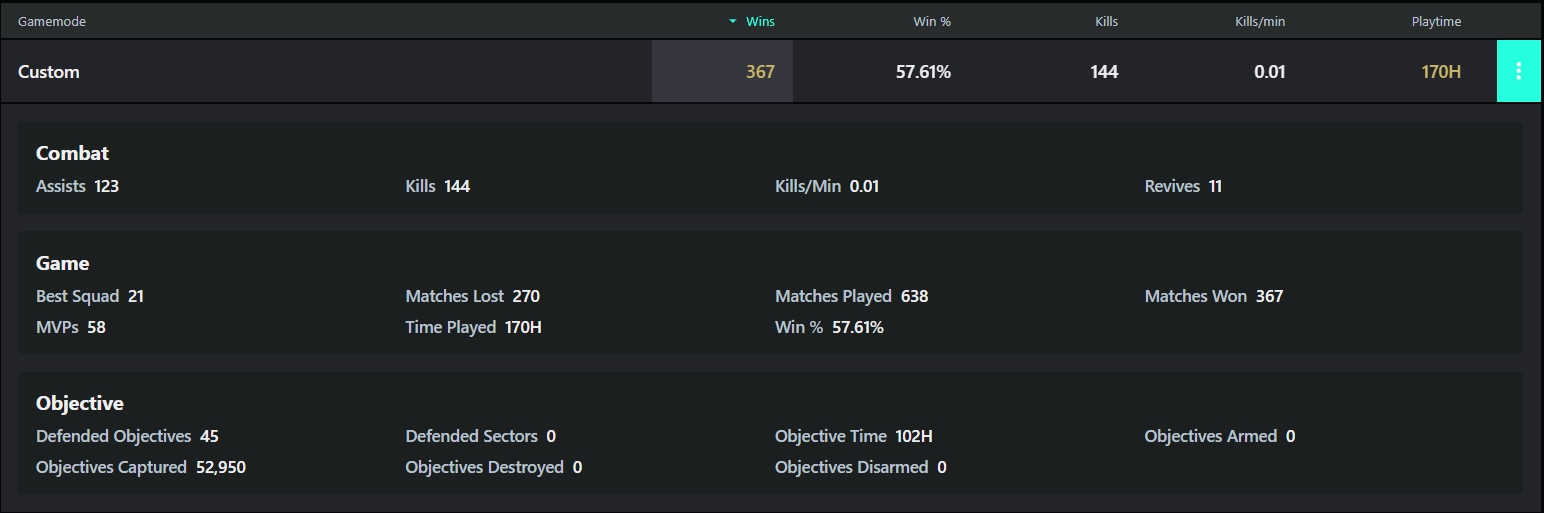 Gamemode Wins Win % Kills Kills/min Playtime
Custom 367 57.61% 144 0.01 170H
Combat
Assists 123 Kills 144 Kills/Min 0.01 Revives 11
Game
Best Squad 21 Matches Lost 270 Matches Played 638 Matches Won 367
MVPs 58 Time Played 170H Win % 57.61%
Objective
Defended Objectives 45 Defended Sectors 0 Objective Time 102H Objectives Armed 0
Objectives Captured 52,950 Objectives Destroyed 0 Objectives Disarmed 0